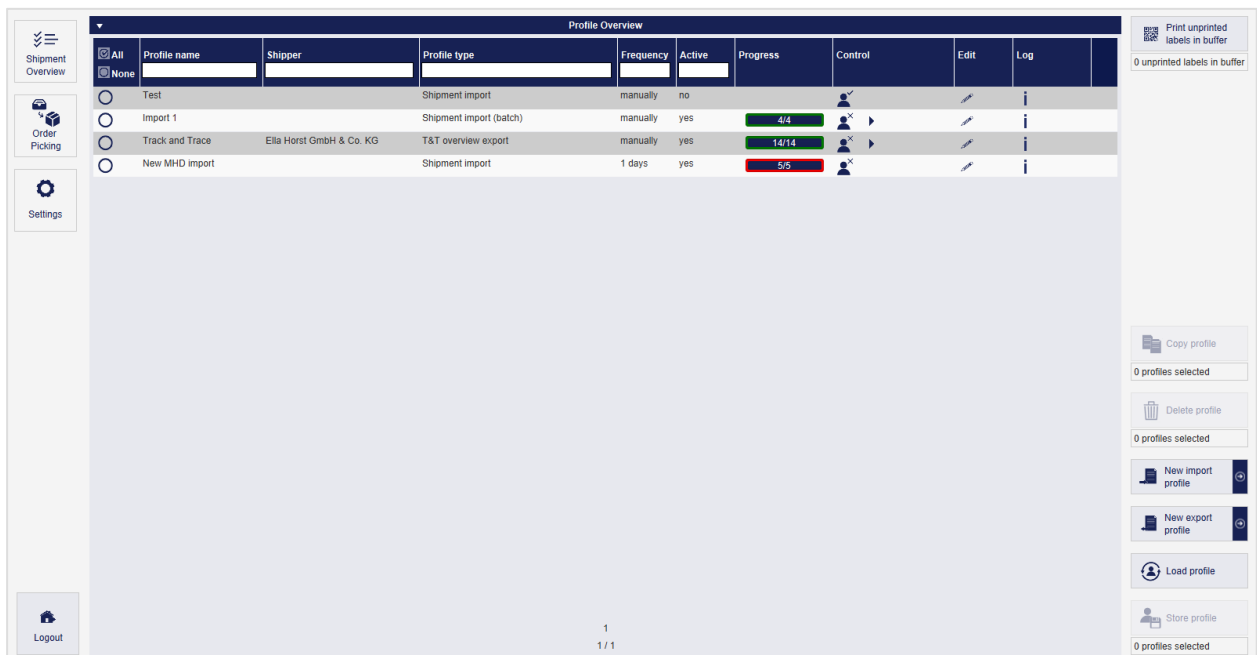 Shipment
Overview
Order
Picking
Settings
Logout
Profile Overview
All
None
Profile name
Shipper
Profile type
Frequency
Active
Progress
Control
Edit
Log
Test
Shipment import
manually
no
Import 1
Shipment import (batch)
manually
yes
4/4
Track and Trace
Ella Horst GmbH & Co. KG
T&T overview export
manually
yes
14/14
New MHD import
Shipment import
1 days
yes
5/5
1
1 / 1
Print unprinted
labels in buffer
0 unprinted labels in buffer
Copy profile
0 profiles selected
Delete profile
0 profiles selected
New import
profile
New export
profile
Load profile
Store profile
0 profiles selected